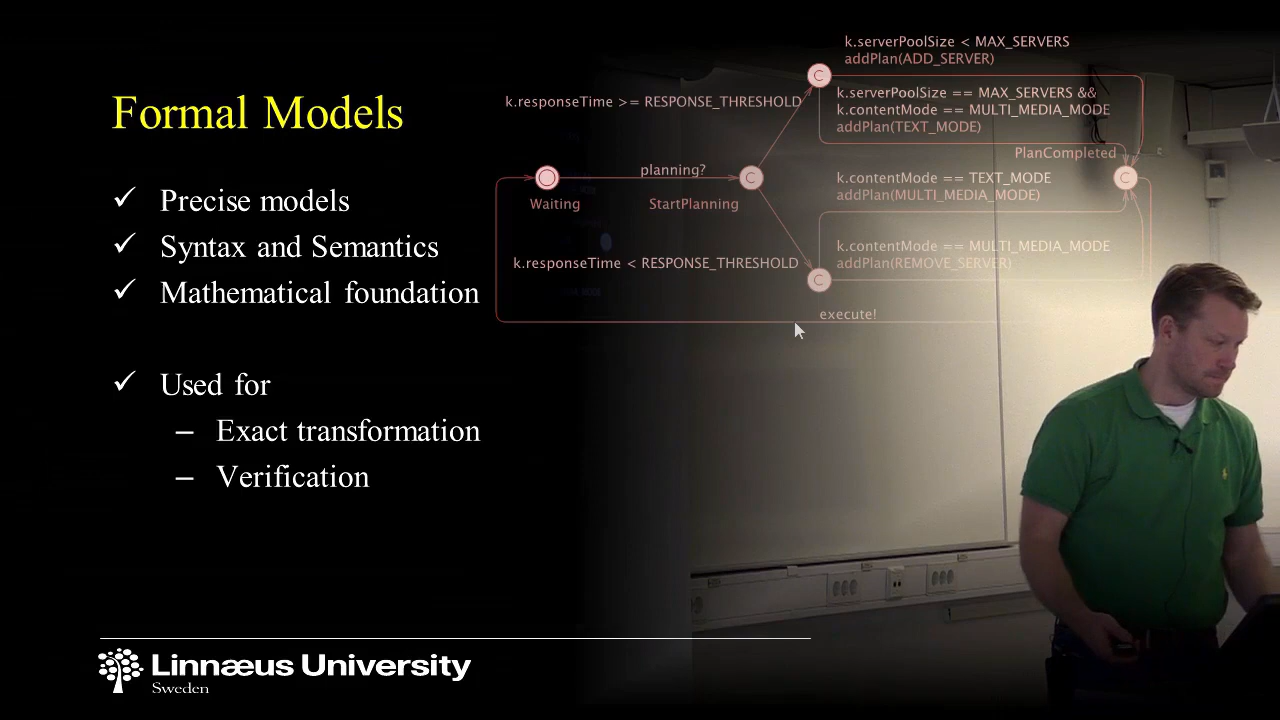 Formal Models
✓ Precise models
✓ Syntax and Semantics
✓ Mathematical foundation
✓ Used for
– Exact transformation
– Verification
k.serverPoolSize < MAX_SERVERS
addPlan(ADD_SERVER)
k.responseTime >= RESPONSE_THRESHOLD
k.serverPoolSize == MAX_SERVERS &&
k.contentMode == MULTI_MEDIA_MODE
addPlan(TEXT_MODE)
PlanCompleted
planning?
Waiting
StartPlanning
C
C
C
C
k.contentMode == TEXT_MODE
addPlan(MULTI_MEDIA_MODE)
k.contentMode == MULTI_MEDIA_MODE
addPlan(REMOVE_SERVER)
k.responseTime < RESPONSE_THRESHOLD
execute!
Linnæus University
Sweden